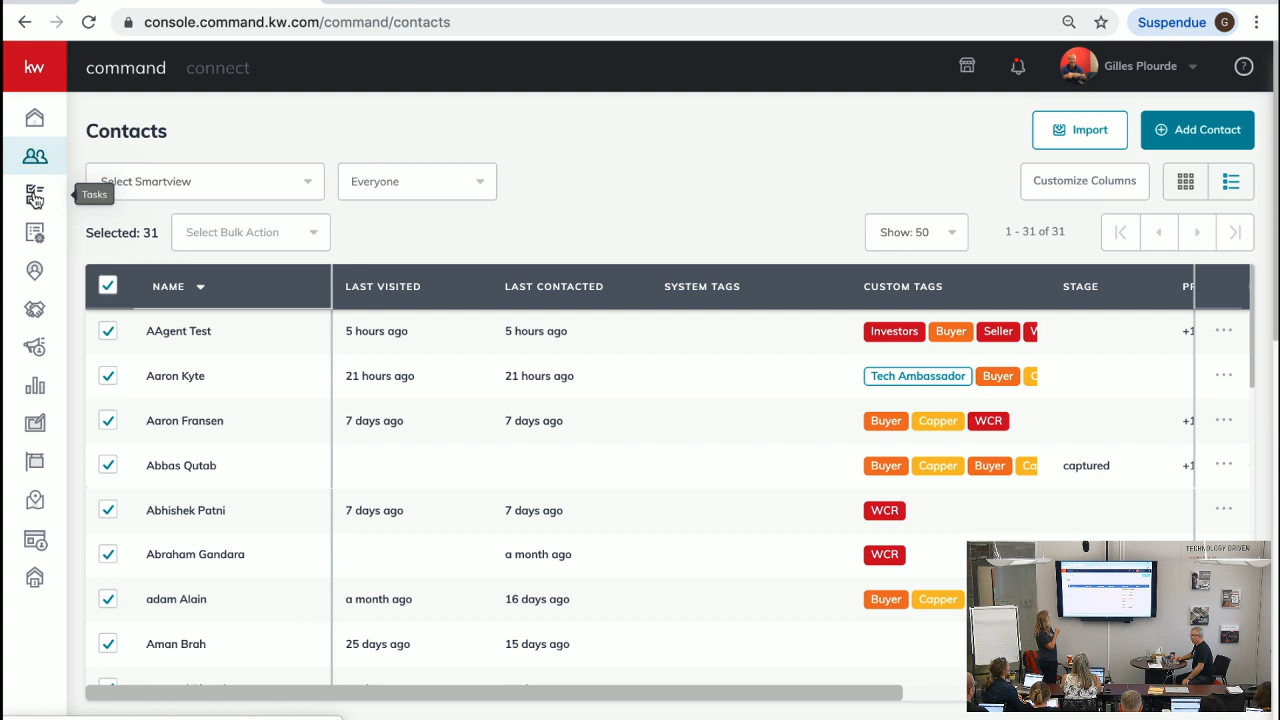 console.command.kw.com/command/contacts
Suspendue G
kw command connect
Gilles Plourde
?
Contacts
Import
Add Contact
Select Smartview
Everyone
Customize Columns
Tasks
Selected: 31
Select Bulk Action
Show: 50
1 - 31 of 31
NAME LAST VISITED LAST CONTACTED SYSTEM TAGS CUSTOM TAGS STAGE
AAgent Test 5 hours ago 5 hours ago Investors Buyer Seller +1 ...
Aaron Kyte 21 hours ago 21 hours ago Tech Ambassador Buyer ...
Aaron Fransen 7 days ago 7 days ago Buyer Capper WCR +1 ...
Abbas Qutab Buyer Capper Buyer Ca captured +1 ...
Abhishek Patni 7 days ago 7 days ago WCR ...
Abraham Gandara a month ago WCR
adam Alain a month ago 16 days ago Buyer Capper
Aman Brah 25 days ago 15 days ago
TECHNOLOGY DRIVEN